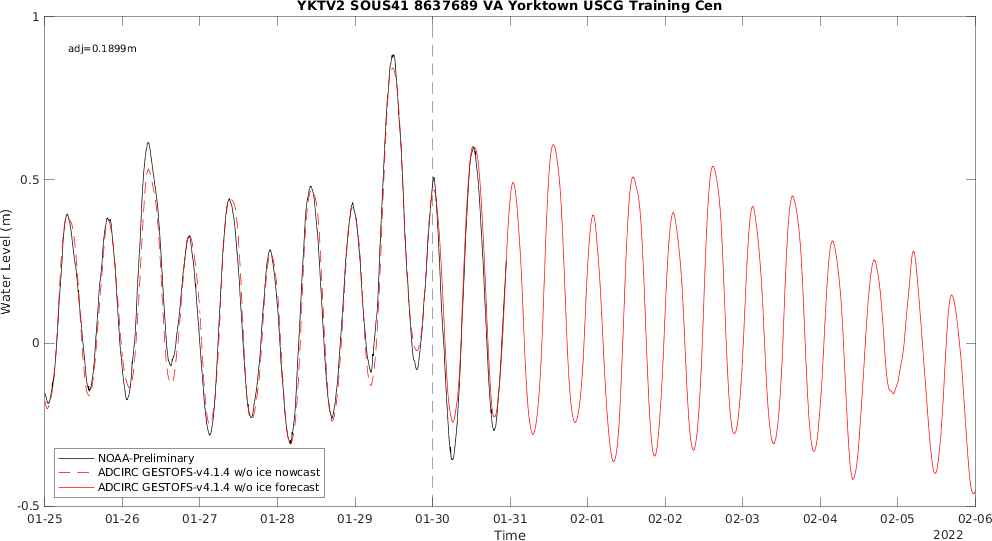 YKTV2 SOUS41 8637689 VA Yorktown USCG Training Cen
adj=0.1899m
1
0.5
0
-0.5
Water Level (m)
NOAA-Preliminary
ADCIRC GESTOFS-v4.1.4 w/o ice nowcast
ADCIRC GESTOFS-v4.1.4 w/o ice forecast
01-25 01-26 01-27 01-28 01-29 01-30 01-31 02-01 02-02 02-03 02-04 02-05 02-06
Time
2022